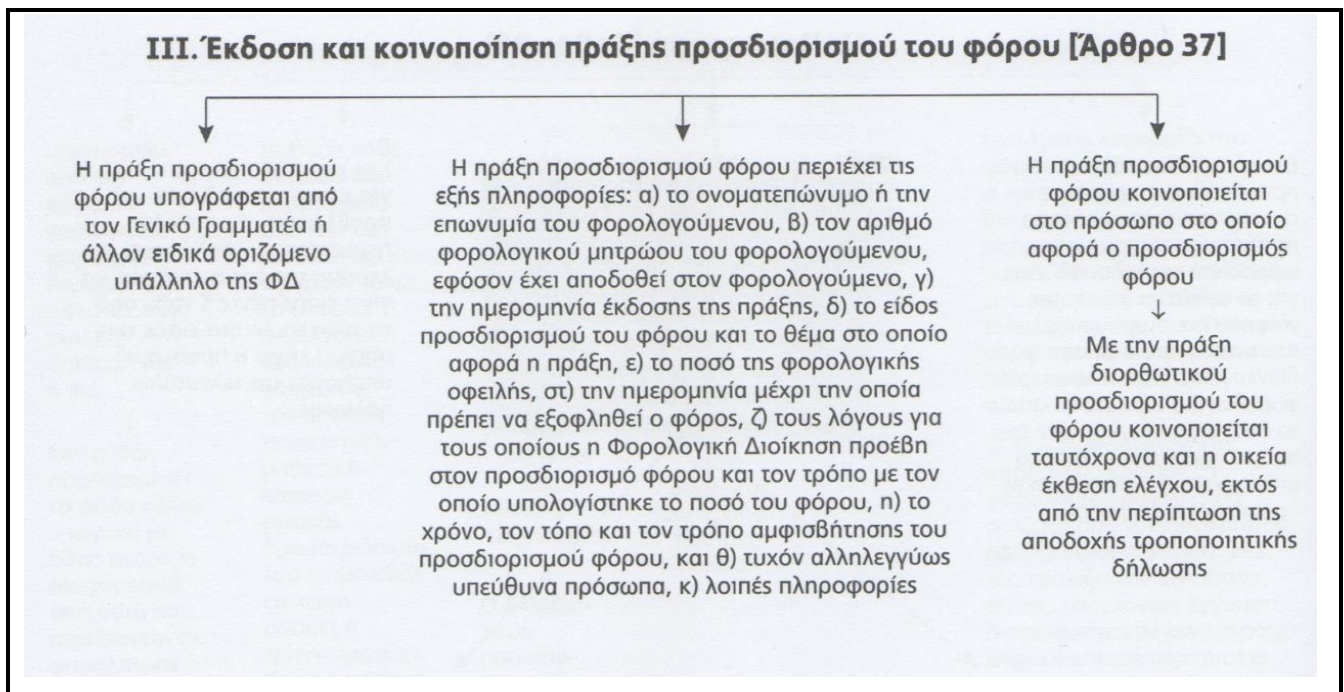 III. Έκδοση και κοινοποίηση πράξης προσδιορισμού του φόρου [Άρθρο 37]
Η πράξη προσδιορισμού
φόρου υπογράφεται από
τον Γενικό Γραμματέα ή
άλλον ειδικά οριζόμενο
υπάλληλο της ΦΔ
Η πράξη προσδιορισμού φόρου περιέχει τις
εξής πληροφορίες: α) το ονοματεπώνυμο ή την
επωνυμία του φορολογούμενου, β) τον αριθμό
φορολογικού μητρώου του φορολογούμενου,
εφόσον έχει αποδοθεί στον φορολογούμενο, γ)
την ημερομηνία έκδοσης της πράξης, δ) το είδος
προσδιορισμού του φόρου και το θέμα στο οποίο
αφορά η πράξη, ε) το ποσό της φορολογικής
οφειλής, στ) την ημερομηνία μέχρι την οποία
πρέπει να εξοφληθεί ο φόρος, ζ) τους λόγους για
τους οποίους η Φορολογική Διοίκηση προέβη
στον προσδιορισμό φόρου και τον τρόπο με τον
οποίο υπολογίστηκε το ποσό του φόρου, η) το
χρόνο, τον τόπο και τον τρόπο αμφισβήτησης του
προσδιορισμού φόρου, και θ) τυχόν αλληλεγγύως
υπεύθυνα πρόσωπα, κ) λοιπές πληροφορίες
Η πράξη προσδιορισμού
φόρου κοινοποιείται
στο πρόσωπο στο οποίο
αφορά ο προσδιορισμός
φόρου
↓
Με την πράξη
διορθωτικού
προσδιορισμού του
φόρου κοινοποιείται
ταυτόχρονα και η οικεία
έκθεση ελέγχου, εκτός
από την περίπτωση της
αποδοχής τροποποιητικής
δήλωσης